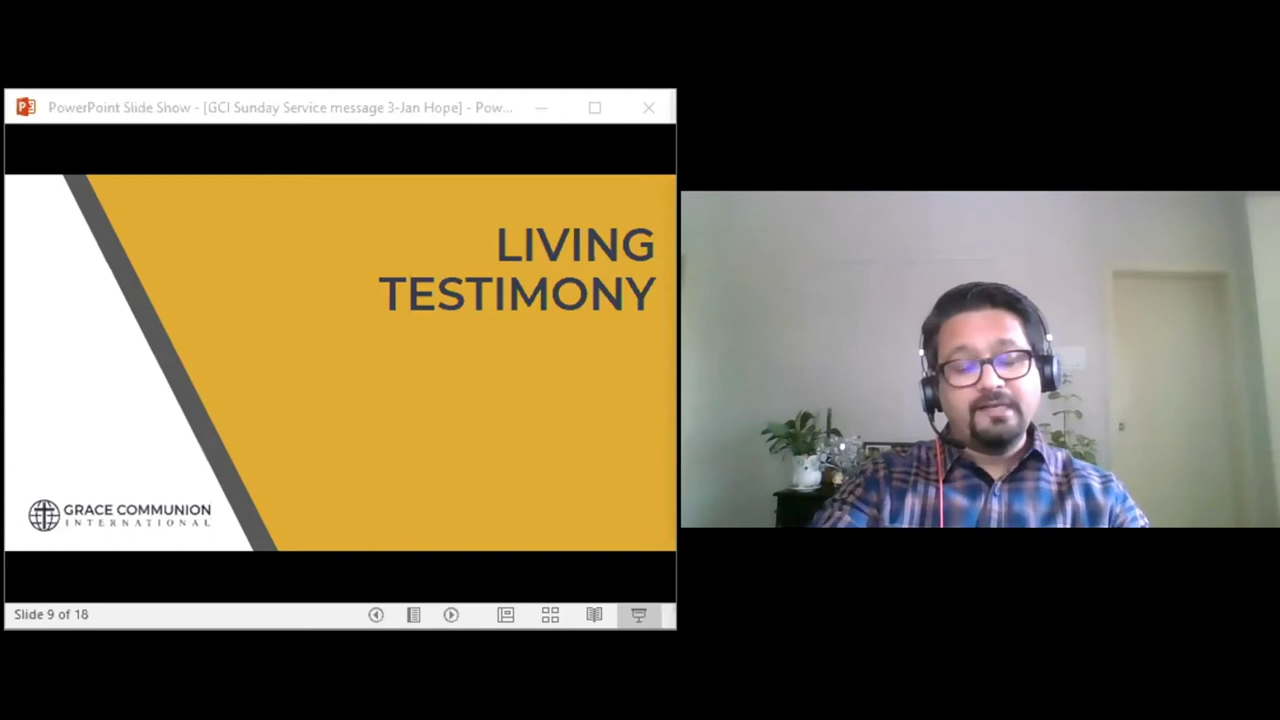 PowerPoint Slide Show - [GCI Sunday Service message 3-Jan Hope] - Pow...
LIVING
TESTIMONY
GRACE COMMUNION
INTERNATIONAL
Slide 9 of 18